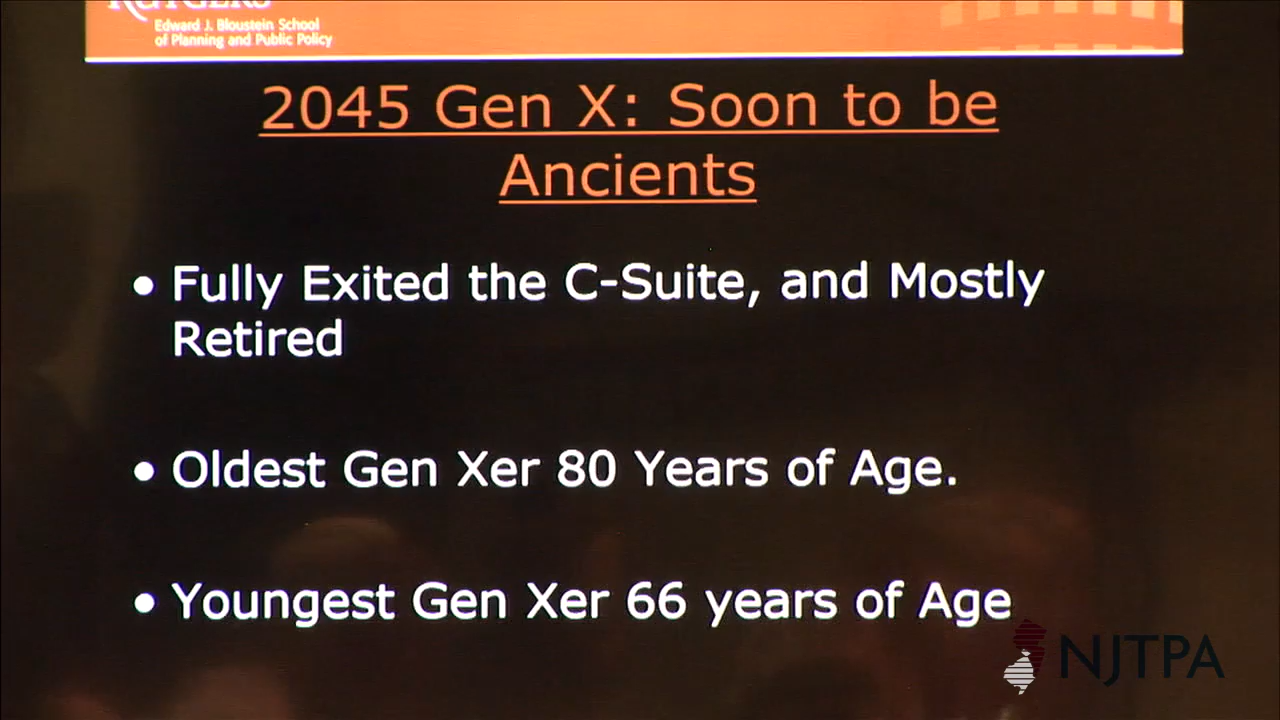 RUTGERS
Edward J. Bloustein School
of Planning and Public Policy
2045 Gen X: Soon to be
Ancients
• Fully Exited the C-Suite, and Mostly
Retired
• Oldest Gen Xer 80 Years of Age.
• Youngest Gen Xer 66 years of Age
NJTPA